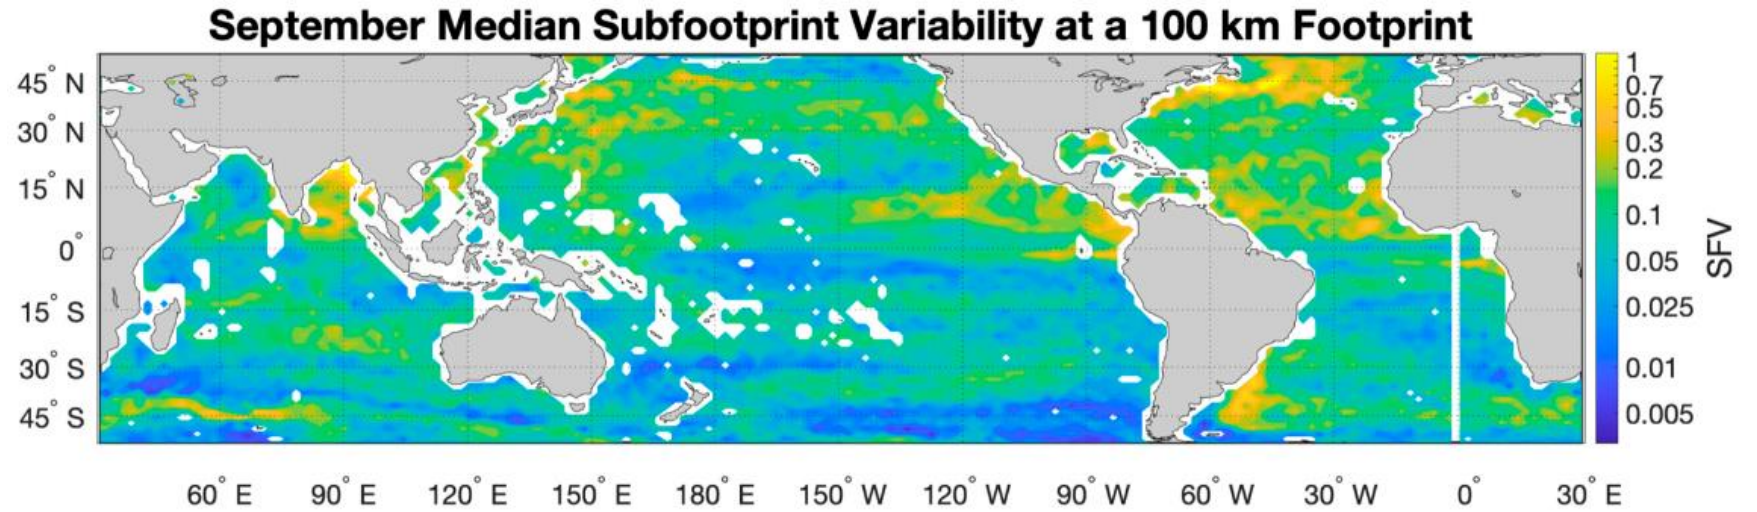 September Median Subfootprint Variability at a 100 km Footprint
45° N
30° N
15° N
0°
15° S
30° S
45° S
60° E
90° E
120° E
150° E
180° E
150° W
120° W
90° W
60° W
30° W
0°
30° E
1
0.7
0.5
0.3
0.2
0.1
0.05
0.025
0.01
0.005
SFV